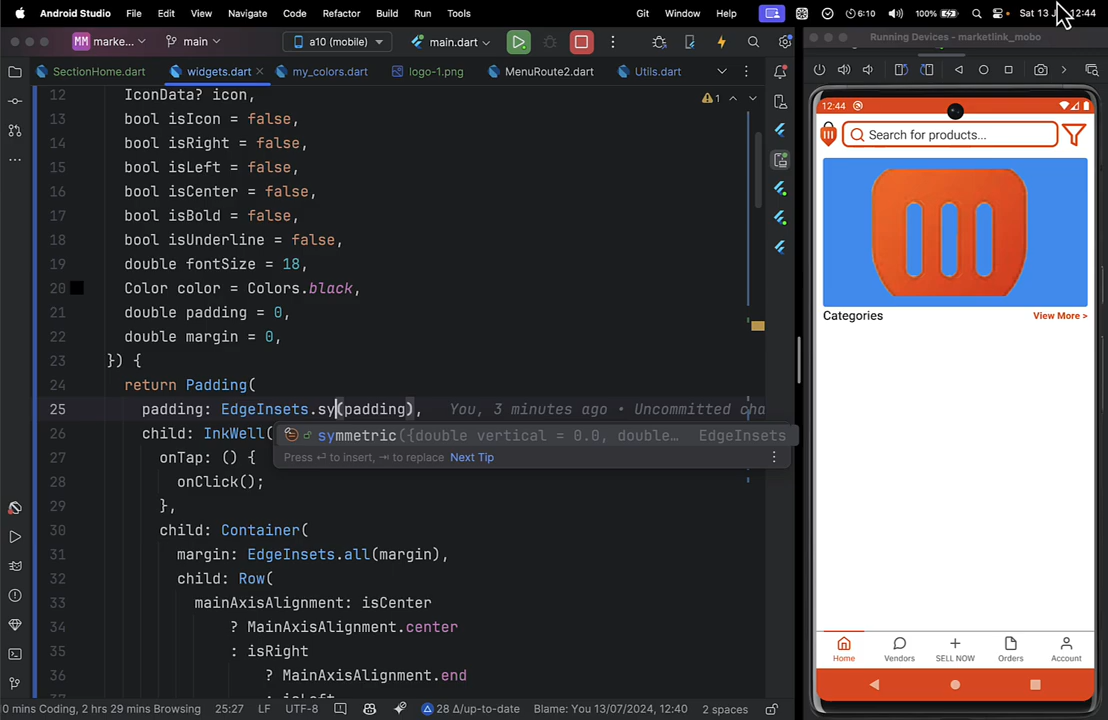 Android Studio File Edit View Navigate Code Refactor Build Run Tools Git Window Help 6:10 100% Sat 13 12:44
MM marke... main a10 (mobile) main.dart
Running Devices – marketlink_mobo
SectionHome.dart widgets.dart my_colors.dart logo-1.png MenuRoute2.dart Utils.dart
12 IconData? icon,
1
13 bool isIcon = false,
14 bool isRight = false,
15 bool isLeft = false,
16 bool isCenter = false,
17 bool isBold = false,
18 bool isUnderline = false,
19 double fontSize = 18,
20 Color color = Colors.black,
21 double padding = 0,
22 double margin = 0,
23 }) {
24 return Padding(
25 padding: EdgeInsets.sy(padding), You, 3 minutes ago • Uncommitted cha
26 child: InkWell(
symmetric({double vertical = 0.0, double… EdgeInsets
Press ⏎ to insert, ⇥ to replace Next Tip
27 onTap: () {
28 onClick();
29 },
30 child: Container(
31 margin: EdgeInsets.all(margin),
32 child: Row(
33 mainAxisAlignment: isCenter
34 ? MainAxisAlignment.center
35 : isRight
36 ? MainAxisAlignment.end
: isLeft
0 mins Coding, 2 hrs 29 mins Browsing 25:27 LF UTF-8 28 Δ/up-to-date Blame: You 13/07/2024, 12:40 2 spaces
12:44
Search for products...
Categories View More >
Home Vendors SELL NOW Orders Account